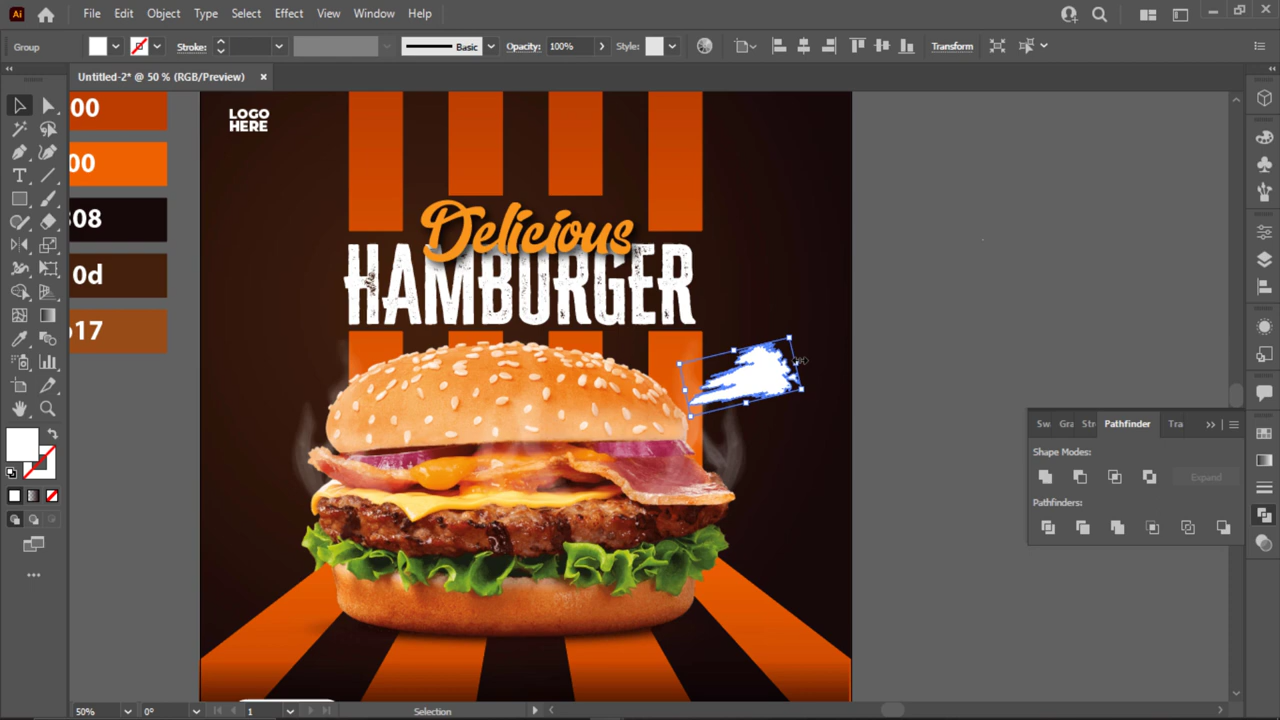 Ai File Edit Object Type Select Effect View Window Help
Group Stroke: Basic Opacity: 100% Style: Transform
Untitled-2* @ 50 % (RGB/Preview)
00
00
308
0d
LOGO
HERE
Delicious
HAMBURGER
Sw Gra Str Pathfinder Tra
Shape Modes:
Expand
Pathfinders:
50% 0° 1 Selection